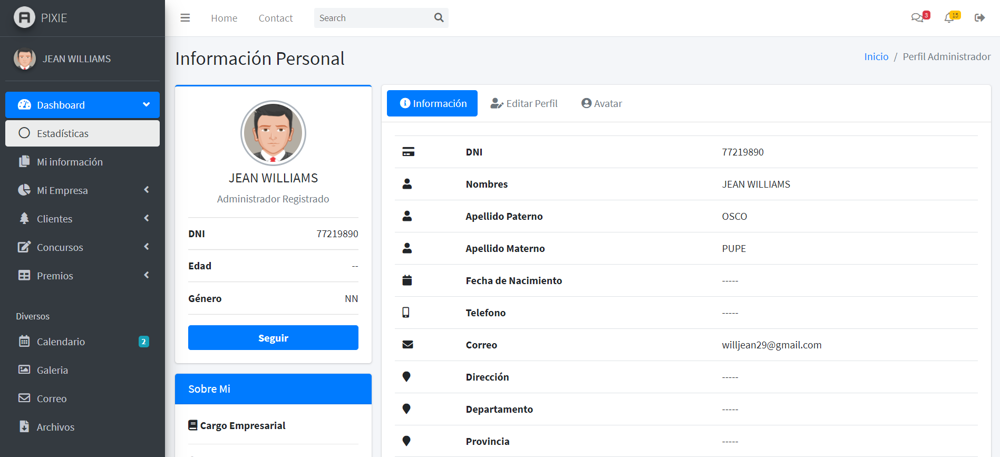 PIXIE
JEAN WILLIAMS
Dashboard
Estadísticas
Mi información
Mi Empresa
Clientes
Concursos
Premios
Diversos
Calendario 2
Galeria
Correo
Archivos
Home Contact Search 3 15
Información Personal
Inicio / Perfil Administrador
JEAN WILLIAMS
Administrador Registrado
DNI 77219890
Edad --
Género NN
Seguir
Sobre Mi
Cargo Empresarial
Información Editar Perfil Avatar
DNI 77219890
Nombres JEAN WILLIAMS
Apellido Paterno OSCO
Apellido Materno PUPE
Fecha de Nacimiento -----
Telefono -----
Correo willjean29@gmail.com
Dirección -----
Departamento -----
Provincia -----